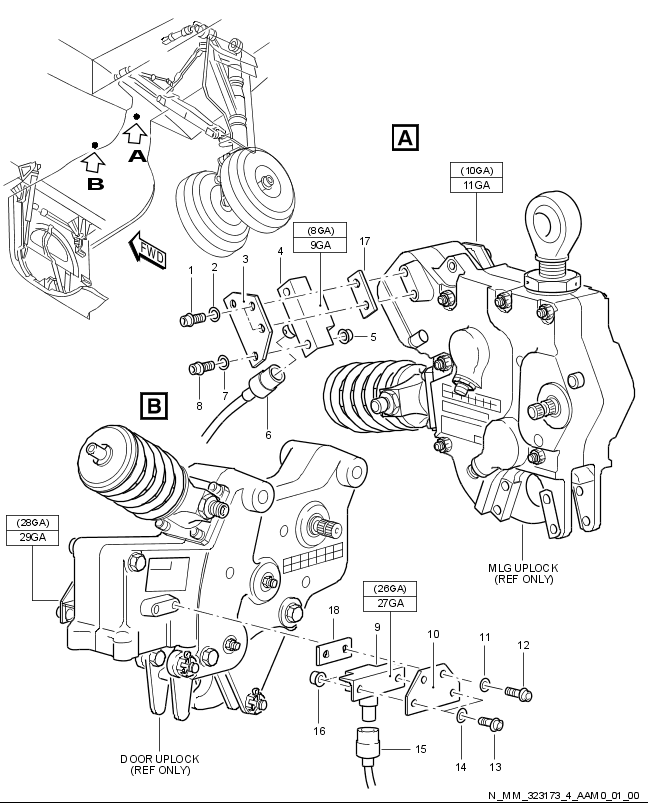 A
B
FWD
A
(10GA)
11GA
(8GA)
9GA
1
2
3
4
17
5
6
7
8
B
(28GA)
29GA
MLG UPLOCK
(REF ONLY)
(26GA)
27GA
18
9
10
11
12
16
15
14
13
DOOR UPLOCK
(REF ONLY)
N_MM_323173_4_AAM0_01_00